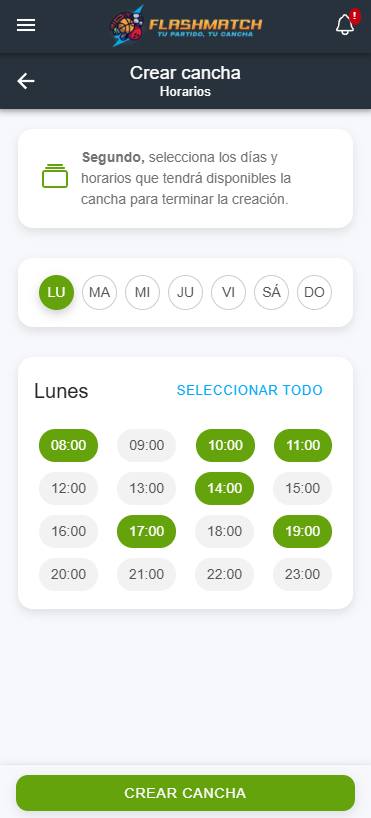 FLASHMATCH
TU PARTIDO, TU CANCHA
!
Crear cancha
Horarios
Segundo, selecciona los días y
horarios que tendrá disponibles la
cancha para terminar la creación.
LU MA MI JU VI SÁ DO
Lunes SELECCIONAR TODO
08:00 09:00 10:00 11:00
12:00 13:00 14:00 15:00
16:00 17:00 18:00 19:00
20:00 21:00 22:00 23:00
CREAR CANCHA